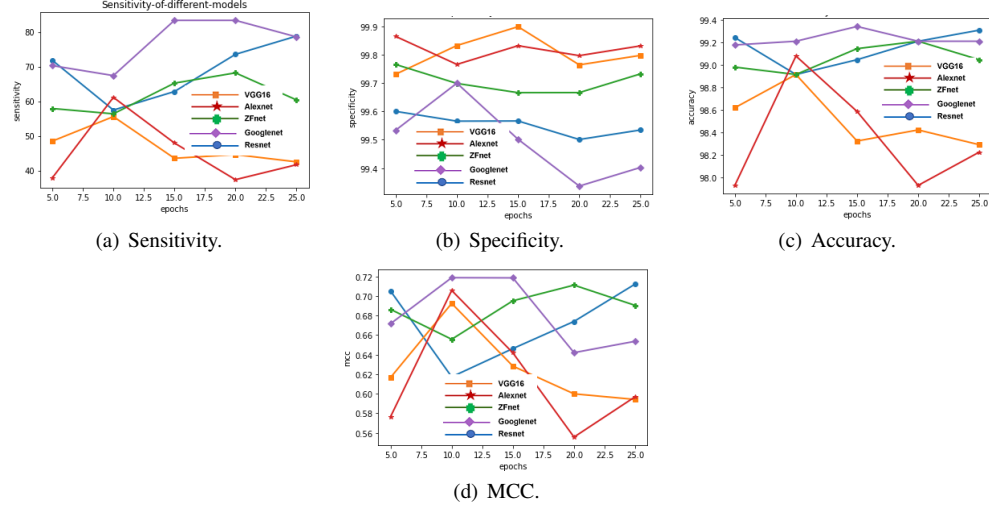 Sensitivity-of-different-models
sensitivity
80
70
60
50
40
VGG16
Alexnet
ZFnet
Googlenet
Resnet
5.0 7.5 10.0 12.5 15.0 17.5 20.0 22.5 25.0
epochs
(a) Sensitivity.
specificity
99.9
99.8
99.7
99.6
99.5
99.4
VGG16
Alexnet
ZFnet
Googlenet
Resnet
5.0 7.5 10.0 12.5 15.0 17.5 20.0 22.5 25.0
epochs
(b) Specificity.
accuracy
99.4
99.2
99.0
98.8
98.6
98.4
98.2
98.0
VGG16
Alexnet
ZFnet
Googlenet
Resnet
5.0 7.5 10.0 12.5 15.0 17.5 20.0 22.5 25.0
epochs
(c) Accuracy.
mcc
0.72
0.70
0.68
0.66
0.64
0.62
0.60
0.58
0.56
VGG16
Alexnet
ZFnet
Googlenet
Resnet
5.0 7.5 10.0 12.5 15.0 17.5 20.0 22.5 25.0
epochs
(d) MCC.